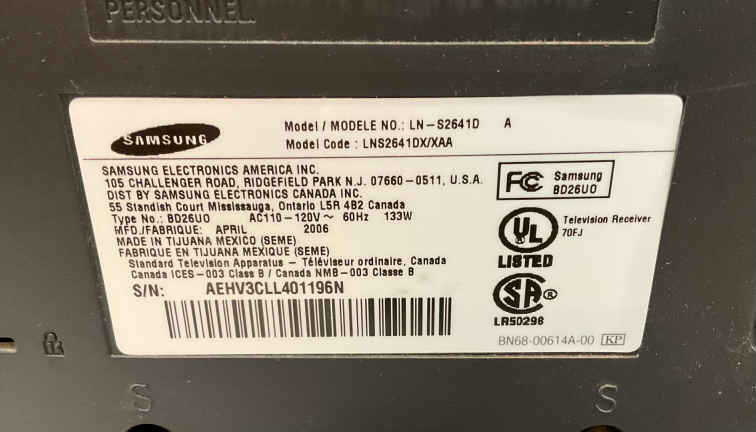 PERSONNEL.
SAMSUNG
Model / MODELE NO.: LN-S2641D A
Model Code : LNS2641DX/XAA
SAMSUNG ELECTRONICS AMERICA INC.
105 CHALLENGER ROAD, RIDGEFIELD PARK N.J. 07660-0511, U.S.A.
DIST BY SAMSUNG ELECTRONICS CANADA INC.
55 Standish Court Mississauga, Ontario L5R 4B2 Canada
Type No.: BD26UO AC110-120V~ 60Hz 133W
MFD./FABRIQUE: APRIL 2006
MADE IN TIJUANA MEXICO (SEME)
FABRIQUE EN TIJUANA MEXIQUE (SEME)
Standard Television Apparatus - Téléviseur ordinaire, Canada
Canada ICES-003 Class B / Canada NMB-003 Classe B
S/N: AEHV3CLL401196N
FCC Samsung
BD26UO
UL Television Receiver
70FJ
LISTED
SA ®
LR50298
BN68-00614A-00 KP
S S